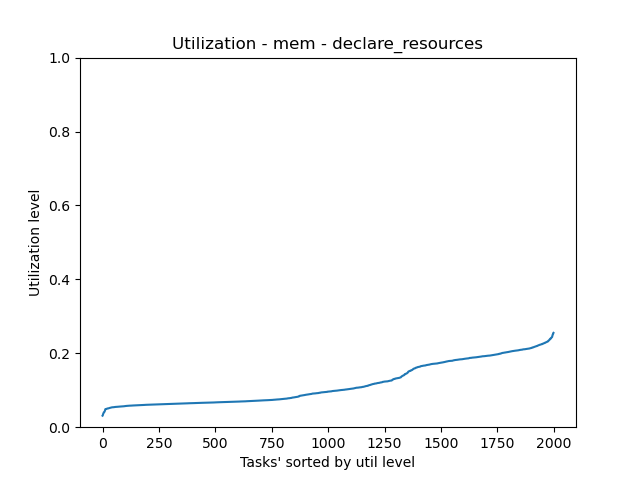 Utilization - mem - declare_resources
1.0
0.8
0.6
0.4
0.2
0.0
Utilization level
0 250 500 750 1000 1250 1500 1750 2000
Tasks' sorted by util level